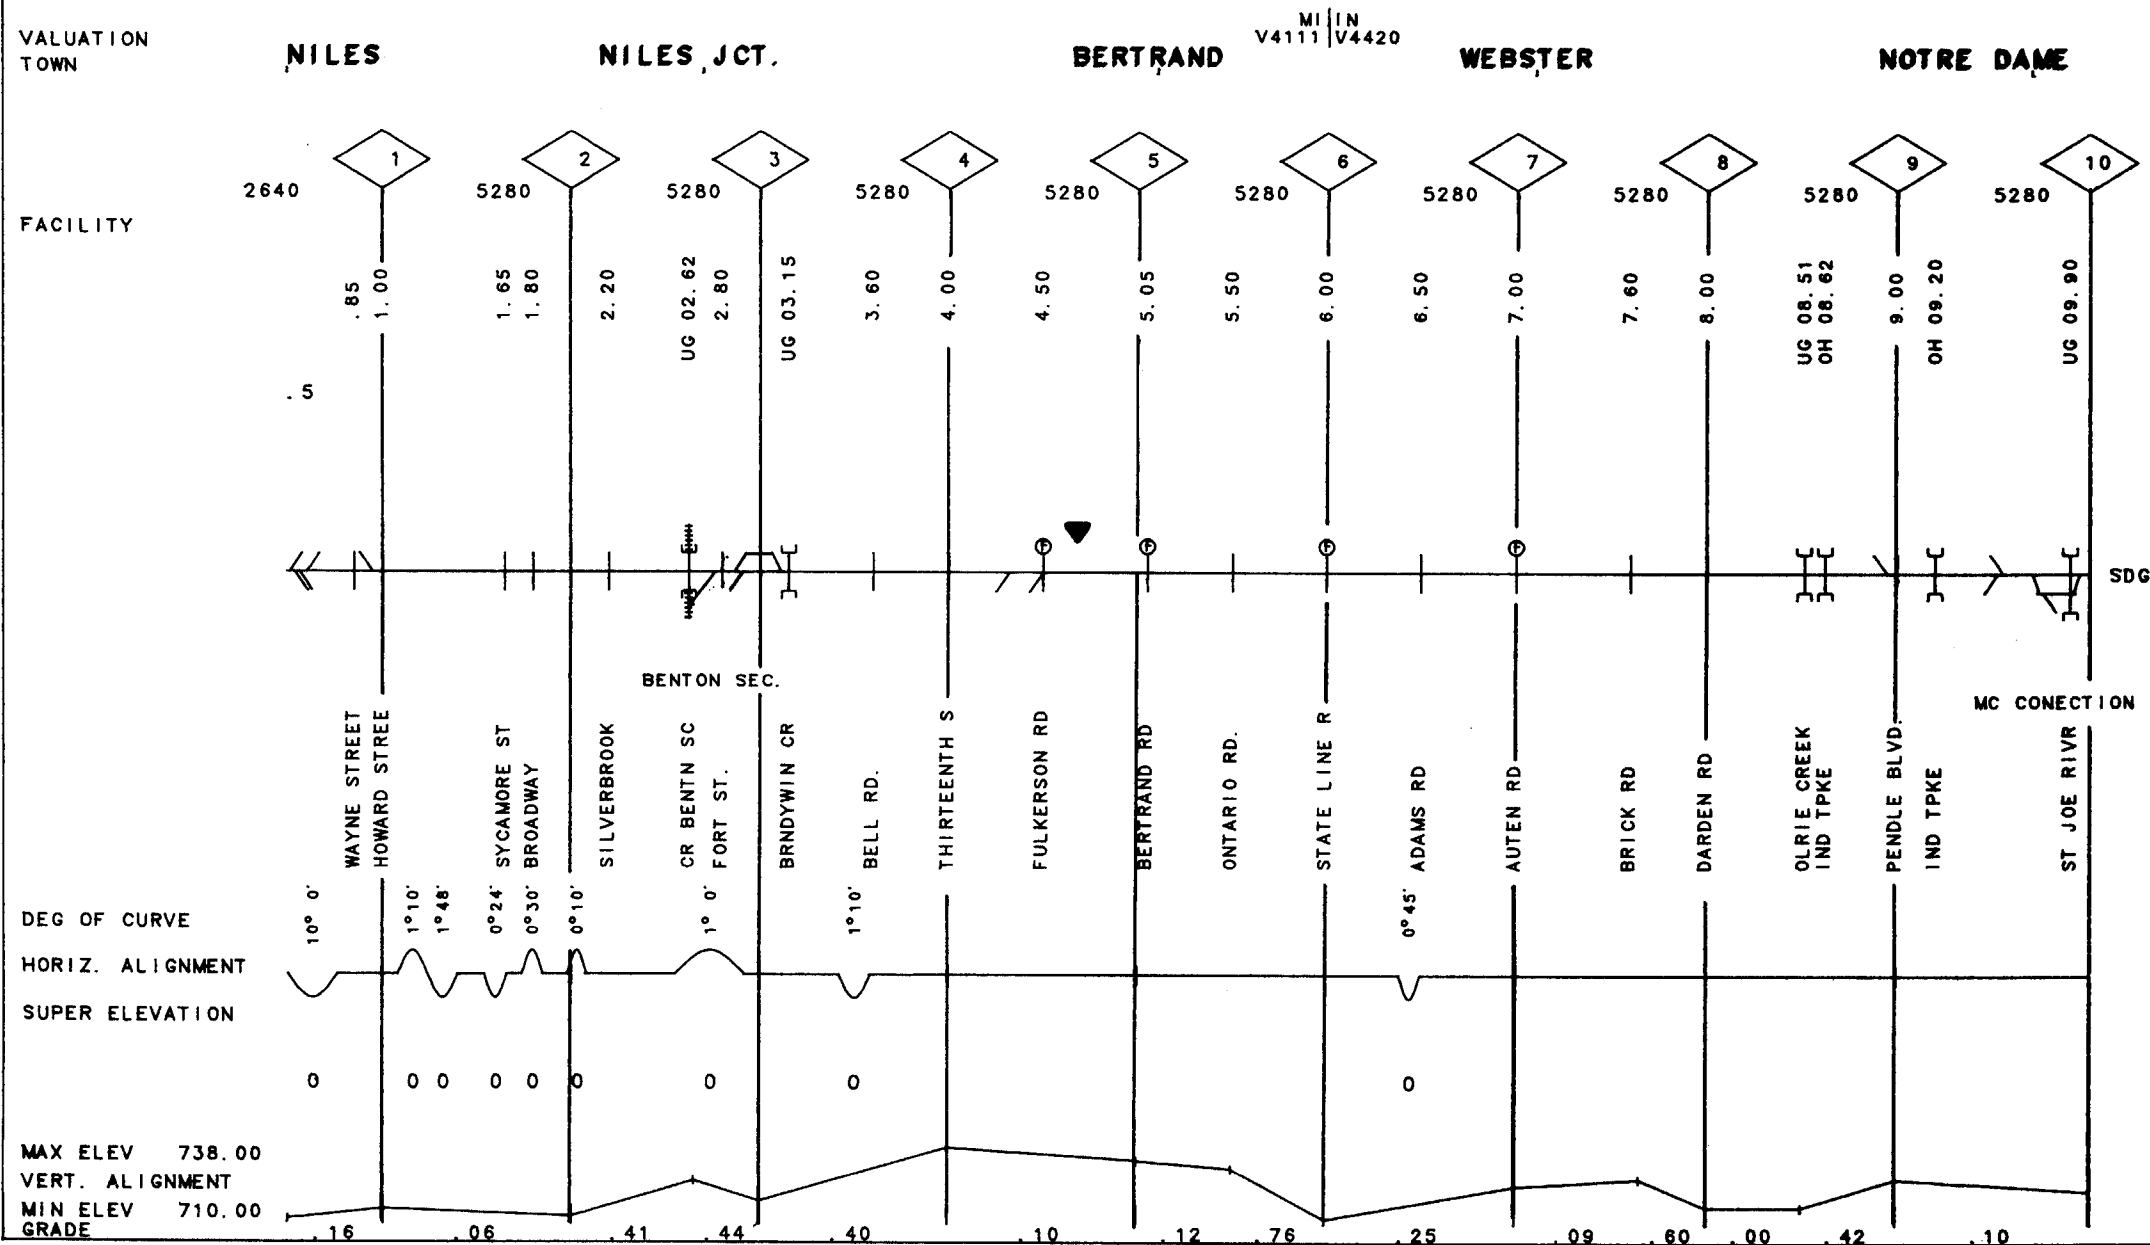 MI IN
V4111 V4420
VALUATION
TOWN
NILES
NILES JCT.
BERTRAND
WEBSTER
NOTRE DAME
1 2 3 4 5 6 7 8 9 10
2640 5280 5280 5280 5280 5280 5280 5280 5280 5280
FACILITY
.85
1.00
1.65
1.80
2.20
UG 02.62
2.80
UG 03.15
3.60
4.00
4.50
5.05
5.50
6.00
6.50
7.00
7.60
8.00
UG 08.51
OH 08.62
9.00
OH 09.20
UG 09.90
.5
F F F F
SDG
BENTON SEC.
MC CONECTION
WAYNE STREET
HOWARD STREE
SYCAMORE ST
BROADWAY
SILVERBROOK
CR BENTN SC
FORT ST.
BRNDYWIN CR
BELL RD.
THIRTEENTH S
FULKERSON RD
BERTRAND RD
ONTARIO RD.
STATE LINE R
ADAMS RD
AUTEN RD
BRICK RD
DARDEN RD
OLRIE CREEK
IND TPKE
PENDLE BLVD.
IND TPKE
ST JOE RIVR
DEG OF CURVE
10° 0'
1°10'
1°48'
0°24'
0°30'
0°10'
1° 0'
1°10'
0°45'
HORIZ. ALIGNMENT
SUPER ELEVATION
0 0 0 0 0 0 0 0 0
MAX ELEV 738.00
VERT. ALIGNMENT
MIN ELEV 710.00
GRADE .16 .06 .41 .44 .40 .10 .12 .76 .25 .09 .60 .00 .42 .10